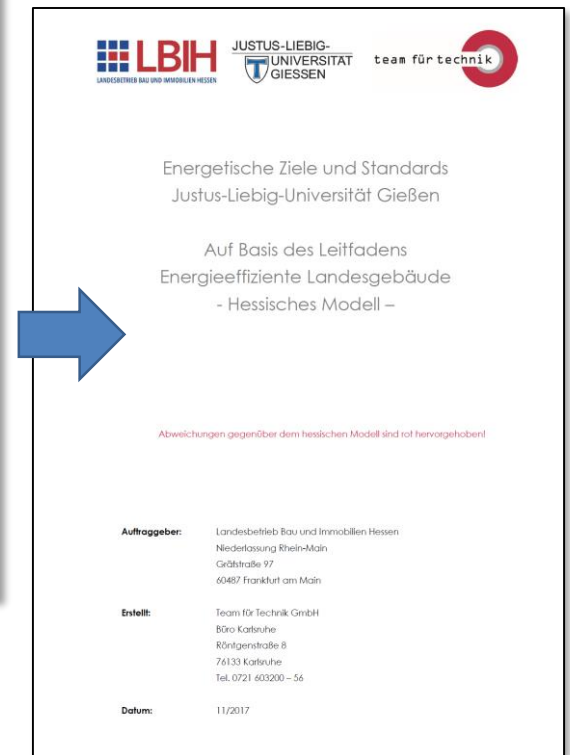 LBIH
LANDESBETRIEB BAU UND IMMOBILIEN HESSEN
JUSTUS-LIEBIG-
UNIVERSITÄT
GIESSEN
team für technik
Energetische Ziele und Standards
Justus-Liebig-Universität Gießen
Auf Basis des Leitfadens
Energieeffiziente Landesgebäude
- Hessisches Modell –
Abweichungen gegenüber dem hessischen Modell sind rot hervorgehoben!
Auftraggeber: Landesbetrieb Bau und Immobilien Hessen
Niederlassung Rhein-Main
Gräfstraße 97
60487 Frankfurt am Main
Erstellt: Team für Technik GmbH
Büro Karlsruhe
Röntgenstraße 8
76133 Karlsruhe
Tel. 0721 603200 – 56
Datum: 11/2017